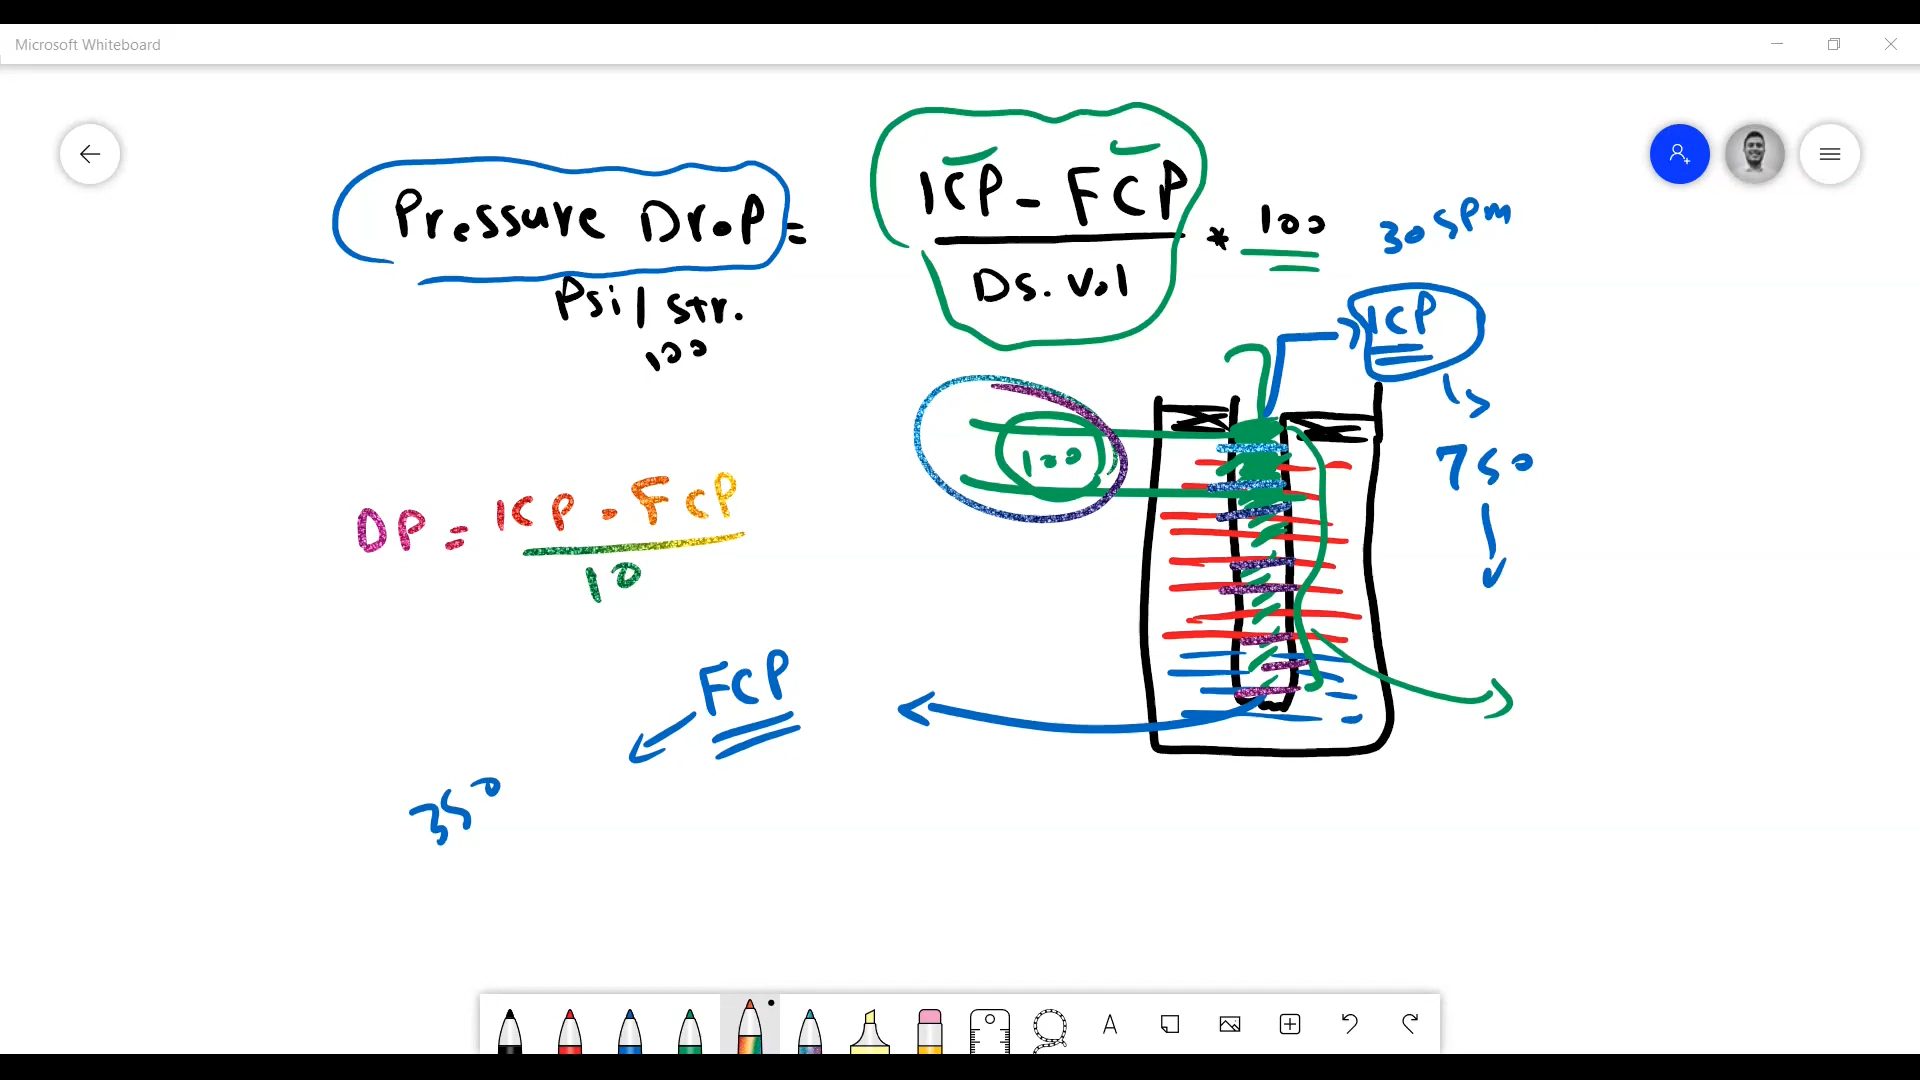 Microsoft Whiteboard
Pressure Drop = ICP - FCP * 100
Ds. Vol
Psi / str.
100
30 SPM
ICP
100
750
DP = ICP - FCP
10
FCP
350
A